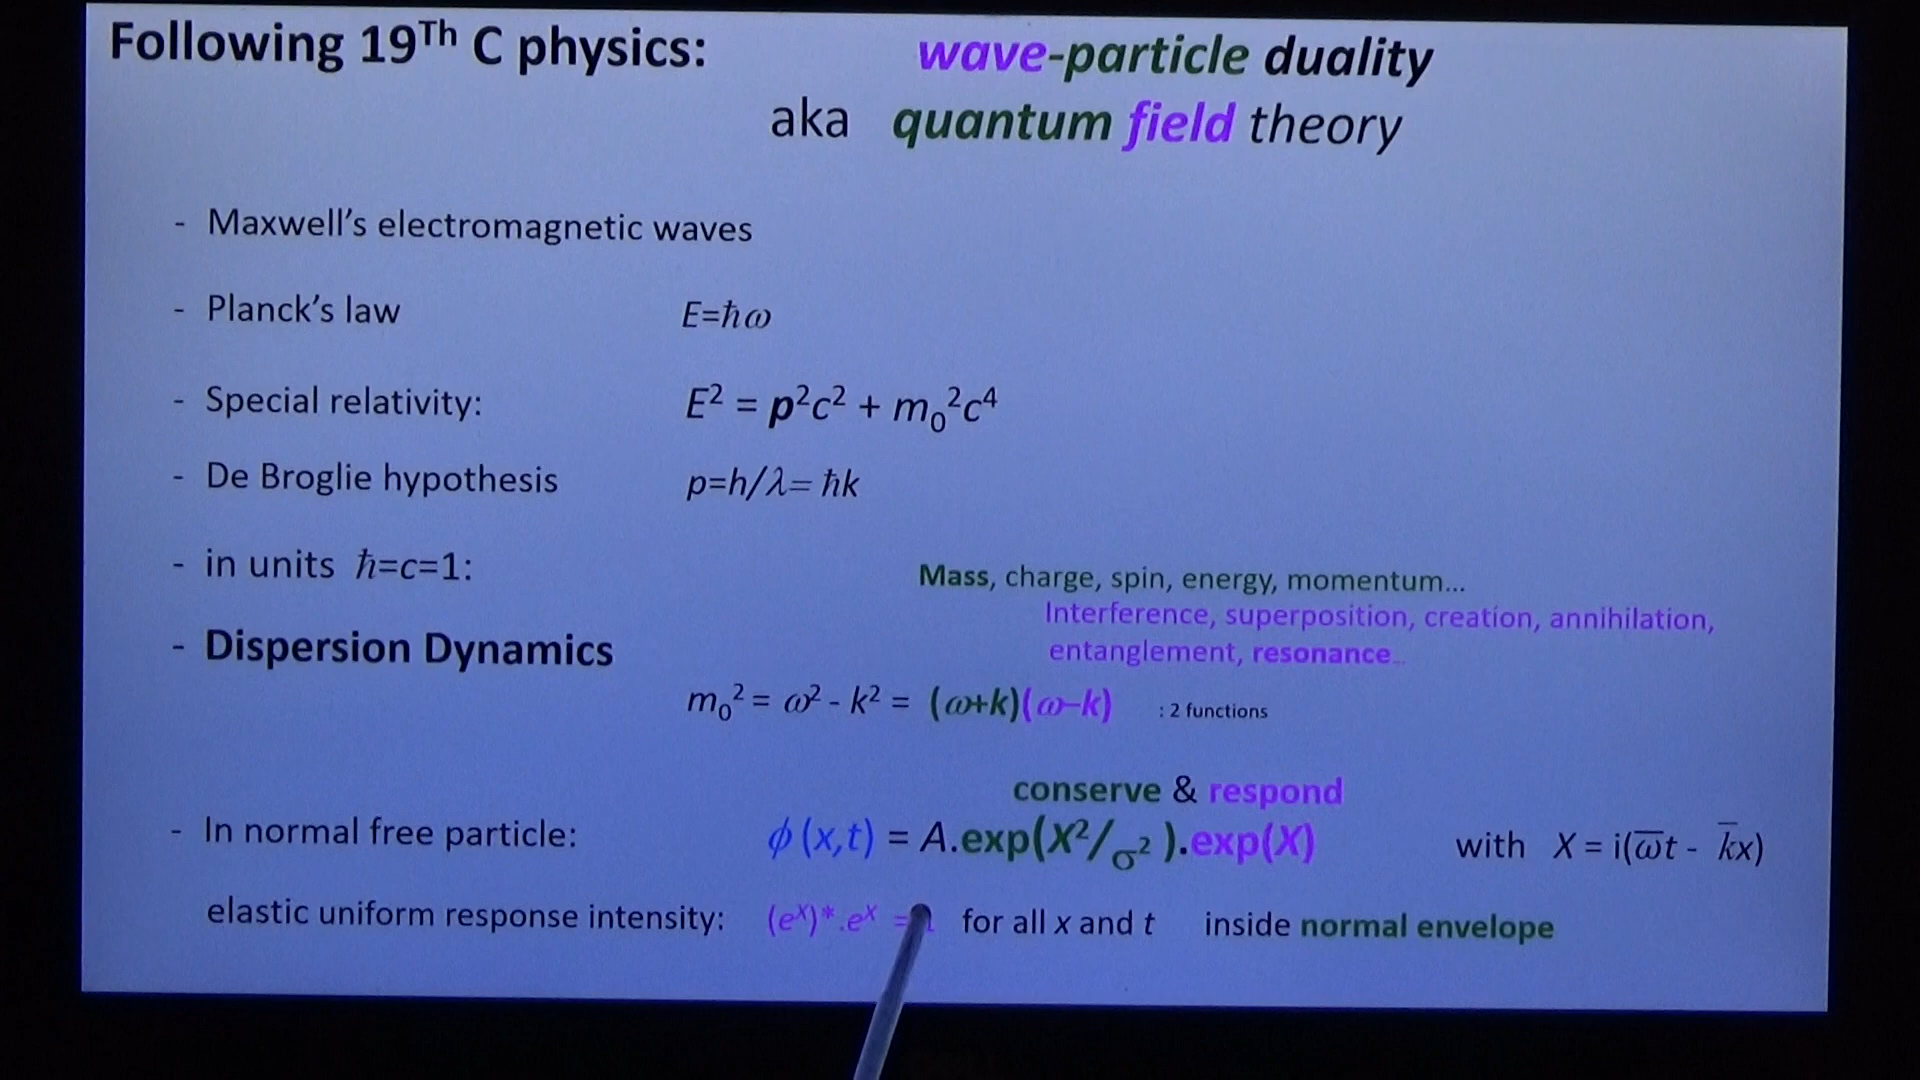 Following 19Th C physics: wave-particle duality
aka quantum field theory
- Maxwell's electromagnetic waves
- Planck's law E=ℏω
- Special relativity: E² = p²c² + m₀²c⁴
- De Broglie hypothesis p=h/λ= ℏk
- in units ℏ=c=1:
Mass, charge, spin, energy, momentum...
Interference, superposition, creation, annihilation,
- Dispersion Dynamics
entanglement, resonance...
m₀² = ω² - k² = (ω+k)(ω-k) : 2 functions
conserve & respond
- In normal free particle: ϕ (x,t) = A.exp(X²/σ² ).exp(X) with X = i(ω̅t - k̅x)
elastic uniform response intensity: (eˣ)*.eˣ = 1 for all x and t inside normal envelope